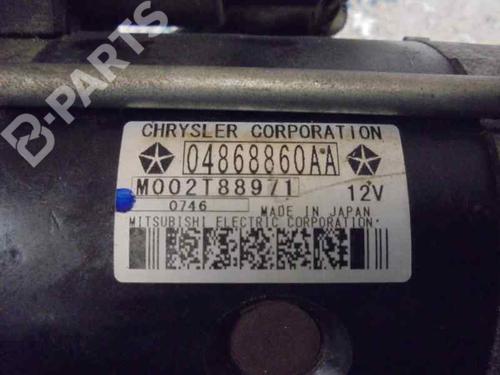 CHRYSLER CORPORATION
04868860AA
M002T88971 12V
0746 MADE IN JAPAN
MITSUBISHI ELECTRIC CORPORATION
B-Parts